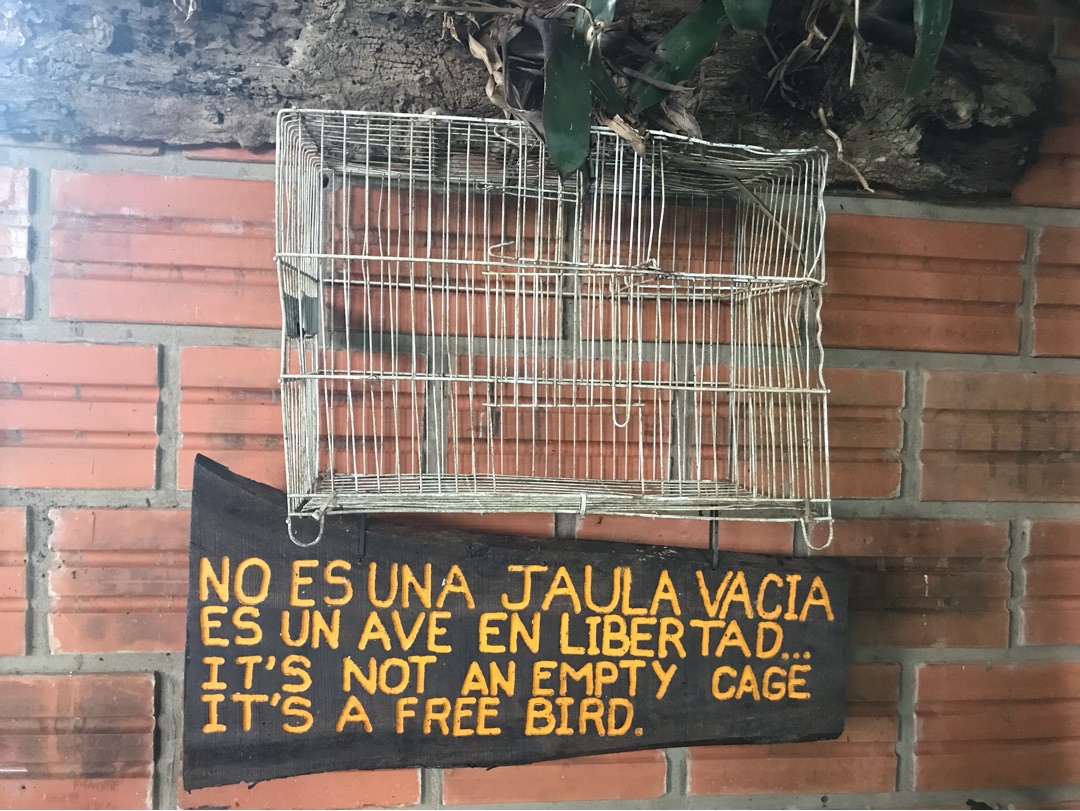 NO ES UNA JAULA VACIA
ES UN AVE EN LIBERTAD...
IT'S NOT AN EMPTY CAGE
IT'S A FREE BIRD.